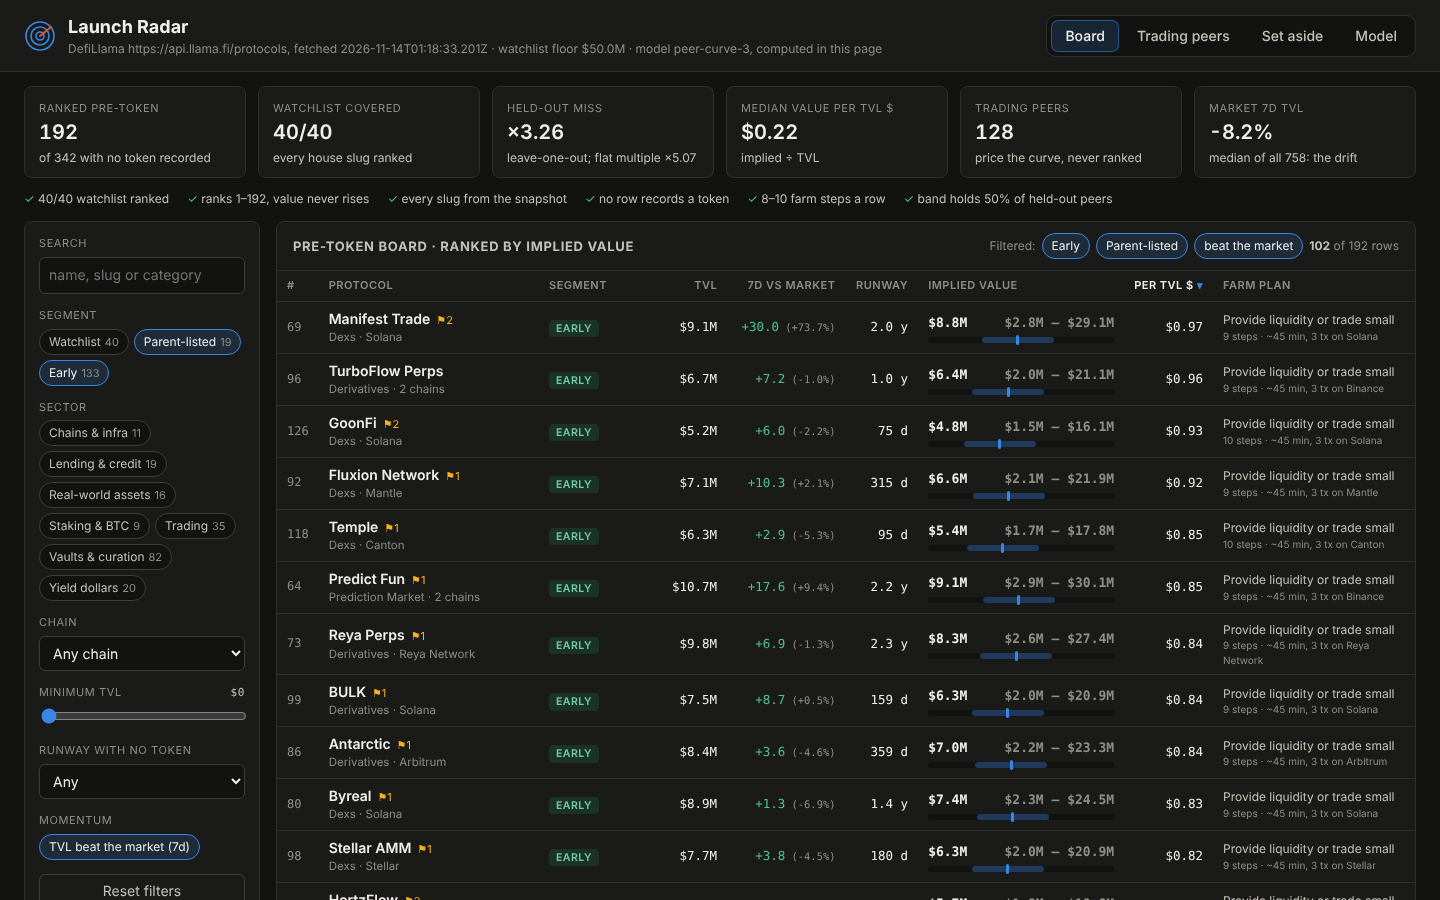 Launch Radar
DefiLlama https://api.llama.fi/protocols, fetched 2026-11-14T01:18:33.201Z · watchlist floor $50.0M · model peer-curve-3, computed in this page
Board Trading peers Set aside Model
RANKED PRE-TOKEN
192
of 342 with no token recorded
WATCHLIST COVERED
40/40
every house slug ranked
HELD-OUT MISS
×3.26
leave-one-out; flat multiple ×5.07
MEDIAN VALUE PER TVL $
$0.22
implied ÷ TVL
TRADING PEERS
128
price the curve, never ranked
MARKET 7D TVL
-8.2%
median of all 758: the drift
✓ 40/40 watchlist ranked ✓ ranks 1–192, value never rises ✓ every slug from the snapshot ✓ no row records a token ✓ 8–10 farm steps a row ✓ band holds 50% of held-out peers
SEARCH
name, slug or category
SEGMENT
Watchlist 40 Parent-listed 19
Early 133
SECTOR
Chains & infra 11
Lending & credit 19
Real-world assets 16
Staking & BTC 9 Trading 35
Vaults & curation 82
Yield dollars 20
CHAIN
Any chain
MINIMUM TVL $0
RUNWAY WITH NO TOKEN
Any
MOMENTUM
TVL beat the market (7d)
Reset filters
PRE-TOKEN BOARD · RANKED BY IMPLIED VALUE
Filtered: Early Parent-listed beat the market 102 of 192 rows
# PROTOCOL SEGMENT TVL 7D VS MARKET RUNWAY IMPLIED VALUE PER TVL $ ▼ FARM PLAN
69 Manifest Trade ⚑2 EARLY $9.1M +30.0 (+73.7%) 2.0 y $8.8M $2.8M – $29.1M $0.97 Provide liquidity or trade small
Dexs · Solana 9 steps · ~45 min, 3 tx on Solana
96 TurboFlow Perps EARLY $6.7M +7.2 (-1.0%) 1.0 y $6.4M $2.0M – $21.1M $0.96 Provide liquidity or trade small
Derivatives · 2 chains 9 steps · ~45 min, 3 tx on Binance
126 GoonFi ⚑2 EARLY $5.2M +6.0 (-2.2%) 75 d $4.8M $1.5M – $16.1M $0.93 Provide liquidity or trade small
Dexs · Solana 10 steps · ~45 min, 3 tx on Solana
92 Fluxion Network ⚑1 EARLY $7.1M +10.3 (+2.1%) 315 d $6.6M $2.1M – $21.9M $0.92 Provide liquidity or trade small
Dexs · Mantle 9 steps · ~45 min, 3 tx on Mantle
118 Temple ⚑1 EARLY $6.3M +2.9 (-5.3%) 95 d $5.4M $1.7M – $17.8M $0.85 Provide liquidity or trade small
Dexs · Canton 10 steps · ~45 min, 3 tx on Canton
64 Predict Fun ⚑1 EARLY $10.7M +17.6 (+9.4%) 2.2 y $9.1M $2.9M – $30.1M $0.85 Provide liquidity or trade small
Prediction Market · 2 chains 9 steps · ~45 min, 3 tx on Binance
73 Reya Perps ⚑1 EARLY $9.8M +6.9 (-1.3%) 2.3 y $8.3M $2.6M – $27.4M $0.84 Provide liquidity or trade small
Derivatives · Reya Network 9 steps · ~45 min, 3 tx on Reya
Network
99 BULK ⚑1 EARLY $7.5M +8.7 (+0.5%) 159 d $6.3M $2.0M – $20.9M $0.84 Provide liquidity or trade small
Derivatives · Solana 9 steps · ~45 min, 3 tx on Solana
86 Antarctic ⚑1 EARLY $8.4M +3.6 (-4.6%) 359 d $7.0M $2.2M – $23.3M $0.84 Provide liquidity or trade small
Derivatives · Arbitrum 9 steps · ~45 min, 3 tx on Arbitrum
80 Byreal ⚑1 EARLY $8.9M +1.3 (-6.9%) 1.4 y $7.4M $2.3M – $24.5M $0.83 Provide liquidity or trade small
Dexs · Solana 9 steps · ~45 min, 3 tx on Solana
98 Stellar AMM ⚑1 EARLY $7.7M +3.8 (-4.5%) 180 d $6.3M $2.0M – $20.9M $0.82 Provide liquidity or trade small
Dexs · Stellar 9 steps · ~45 min, 3 tx on Stellar
HertzFlow